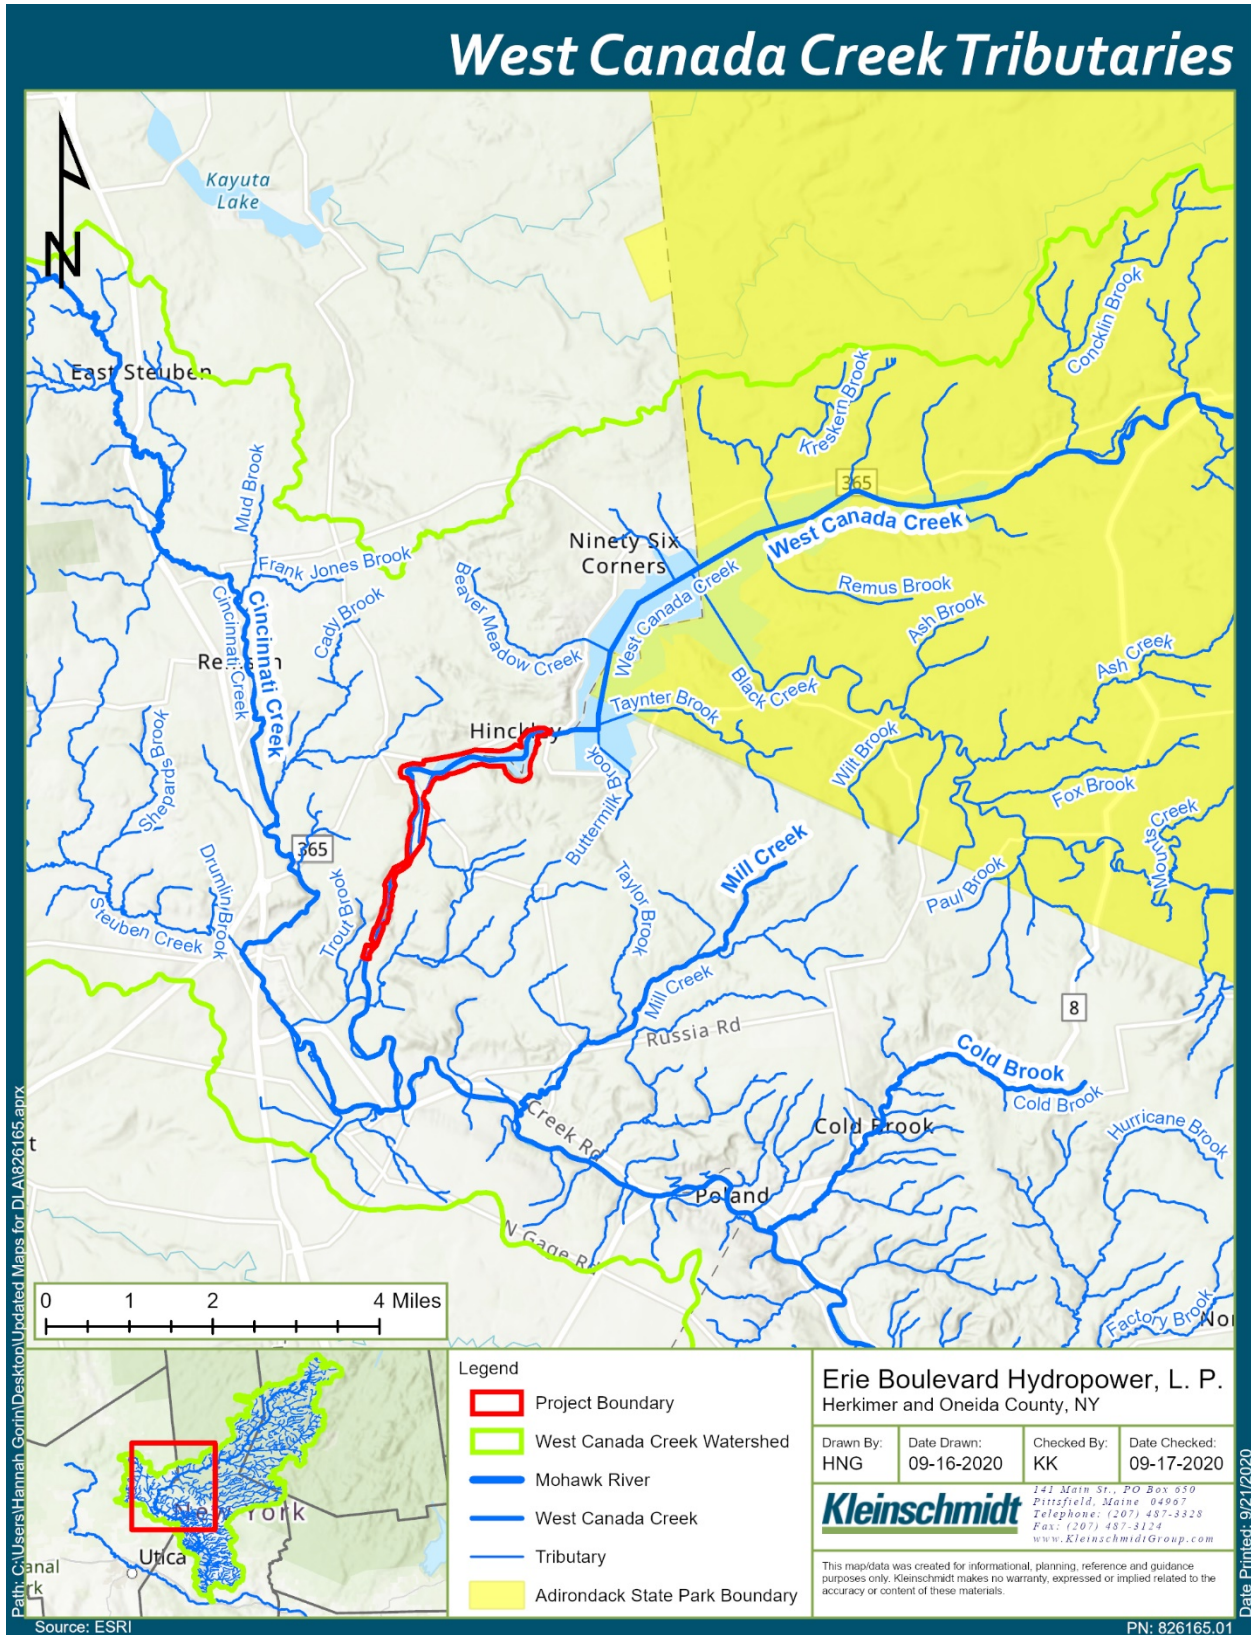 West Canada Creek Tributaries
Kayuta
Lake
N
East Steuben
Mud Brook
Frank Jones Brook
Cincinnati Creek
Cincinnati Creek
Cady Brook
Remsen
Shepards Brook
Drumlin Brook
Steuben Creek
365
Trout Brook
Beaver Meadow Creek
Ninety Six
Corners
West Canada Creek
West Canada Creek
365
Kreskern Brook
Concklin Brook
Remus Brook
Ash Brook
Ash Creek
Black Creek
Taynter Brook
Hinckley
Buttermilk Brook
Wilt Brook
Fox Brook
Mounts Creek
Paul Brook
Mill Creek
Taylor Brook
Mill Creek
Russia Rd
8
Cold Brook
Cold Brook
Cold Brook
Hurricane Brook
Creek Rd
Poland
N Gage Rd
Factory Brook
Nor
t
0 1 2 4 Miles
New York
Utica
anal
rk
Legend
Project Boundary
West Canada Creek Watershed
Mohawk River
West Canada Creek
Tributary
Adirondack State Park Boundary
Erie Boulevard Hydropower, L. P.
Herkimer and Oneida County, NY
Drawn By:
HNG
Date Drawn:
09-16-2020
Checked By:
KK
Date Checked:
09-17-2020
Kleinschmidt
141 Main St., PO Box 650
Pittsfield, Maine 04967
Telephone: (207) 487-3328
Fax: (207) 487-3124
www.KleinschmidtGroup.com
This map/data was created for informational, planning, reference and guidance
purposes only. Kleinschmidt makes no warranty, expressed or implied related to the
accuracy or content of these materials.
Path: C:\Users\Hannah Gorin\Desktop\Updated Maps for DLA\826165.aprx
Date Printed: 9/21/2020
Source: ESRI
PN: 826165.01